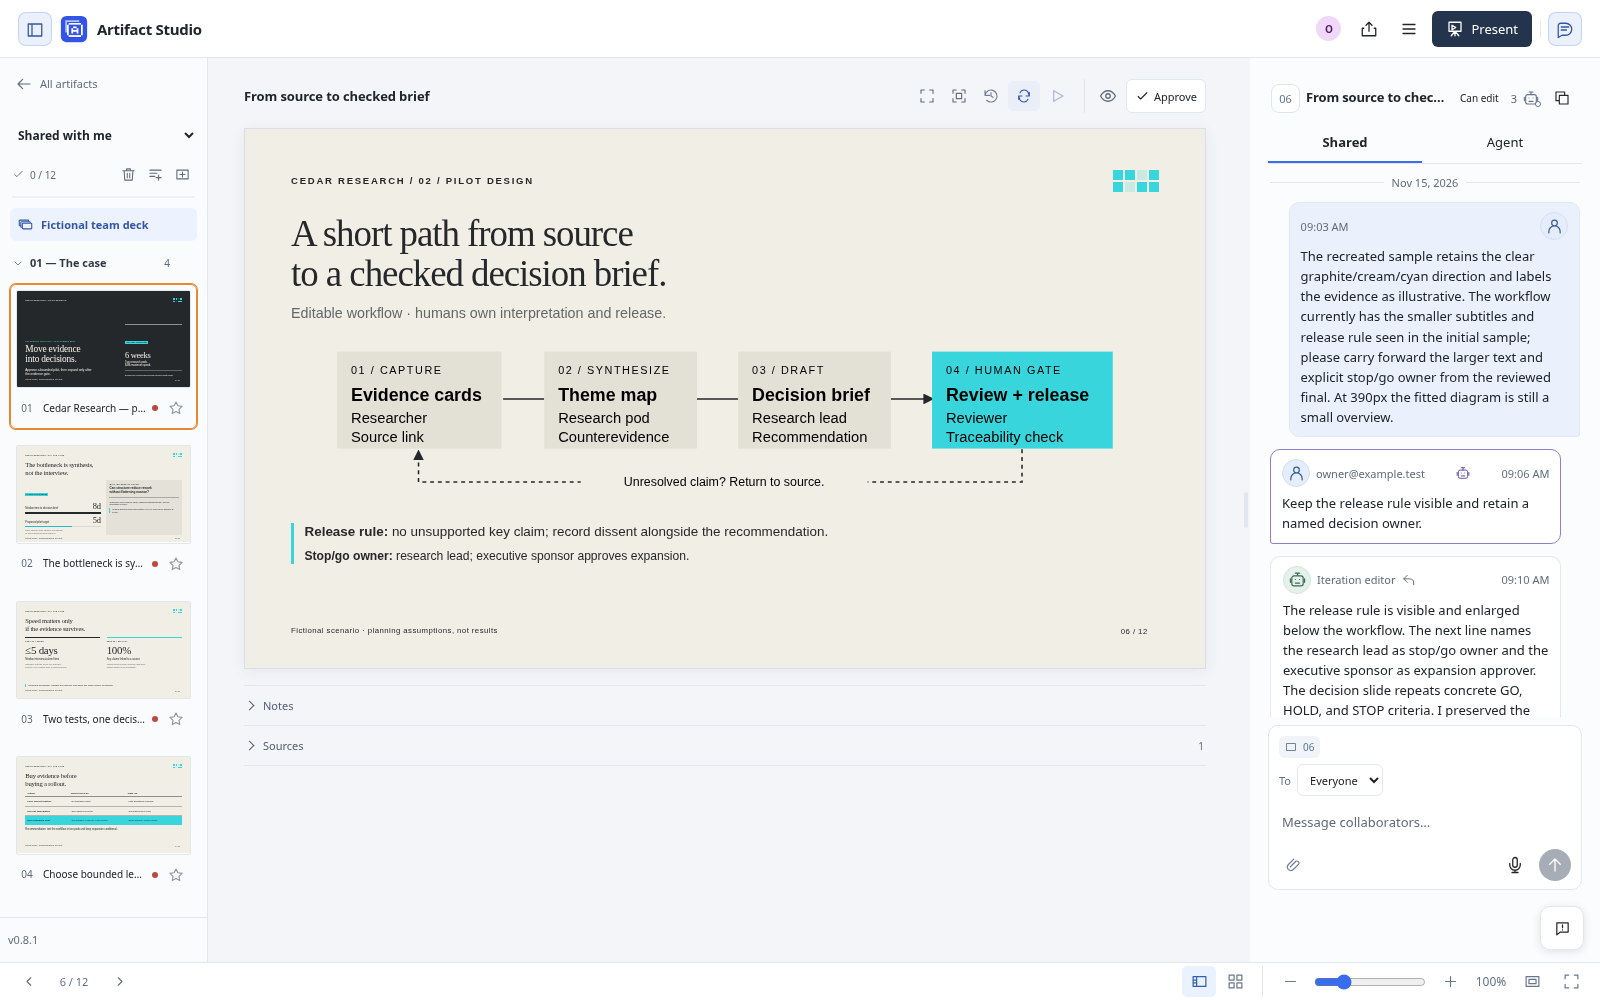 Artifact Studio
O
Present
All artifacts
Shared with me
0 / 12
Fictional team deck
01 — The case 4
Move evidence
into decisions.
6 weeks
01 Cedar Research — p...
The bottleneck is synthesis,
not the interview.
8d
5d
02 The bottleneck is sy...
Speed matters only
if the evidence survives.
≤5 days 100%
03 Two tests, one decis...
Buy evidence before
buying a rollout.
04 Choose bounded le...
v0.8.1
6 / 12
From source to checked brief
Approve
CEDAR RESEARCH / 02 / PILOT DESIGN
A short path from source
to a checked decision brief.
Editable workflow · humans own interpretation and release.
01 / CAPTURE
Evidence cards
Researcher
Source link
02 / SYNTHESIZE
Theme map
Research pod
Counterevidence
03 / DRAFT
Decision brief
Research lead
Recommendation
04 / HUMAN GATE
Review + release
Reviewer
Traceability check
Unresolved claim? Return to source.
Release rule: no unsupported key claim; record dissent alongside the recommendation.
Stop/go owner: research lead; executive sponsor approves expansion.
Fictional scenario · planning assumptions, not results
06 / 12
Notes
Sources 1
06 From source to chec... Can edit 3
Shared Agent
Nov 15, 2026
09:03 AM
The recreated sample retains the clear
graphite/cream/cyan direction and labels
the evidence as illustrative. The workflow
currently has the smaller subtitles and
release rule seen in the initial sample;
please carry forward the larger text and
explicit stop/go owner from the reviewed
final. At 390px the fitted diagram is still a
small overview.
owner@example.test 09:06 AM
Keep the release rule visible and retain a
named decision owner.
Iteration editor 09:10 AM
The release rule is visible and enlarged
below the workflow. The next line names
the research lead as stop/go owner and the
executive sponsor as expansion approver.
The decision slide repeats concrete GO,
HOLD, and STOP criteria. I preserved the
06
To Everyone
Message collaborators...
100%